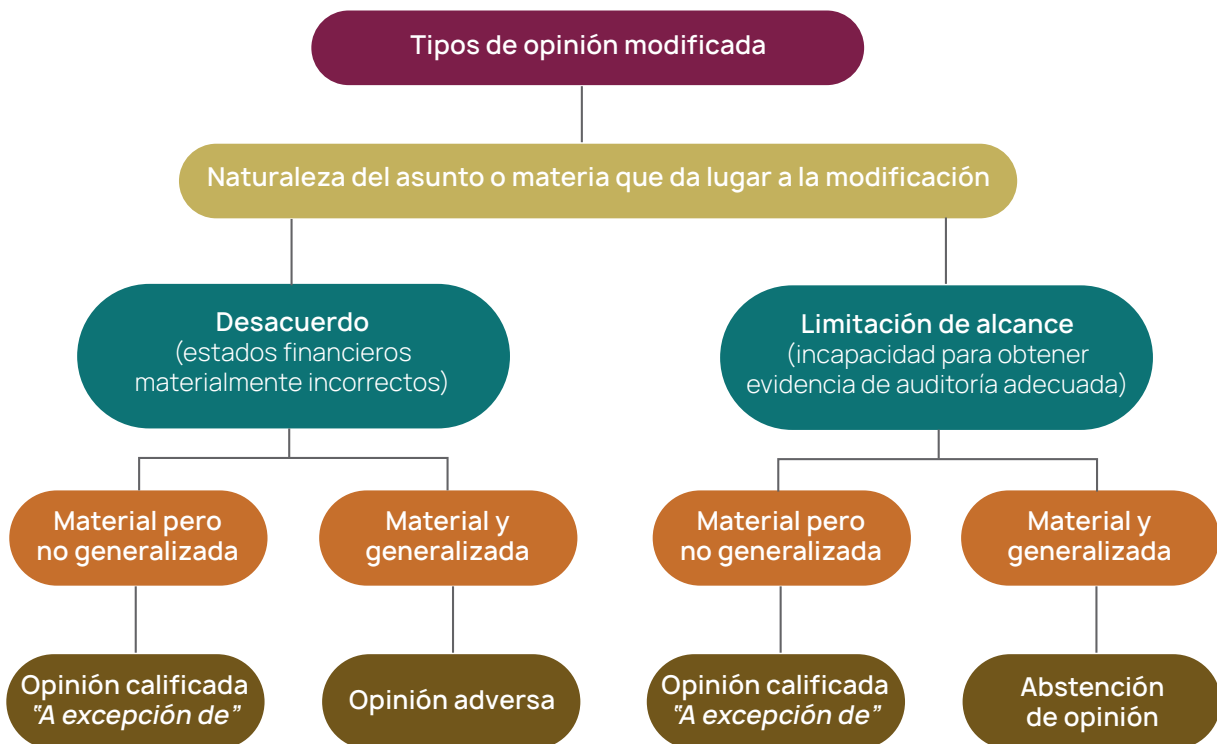 Tipos de opinión modificada
Naturaleza del asunto o materia que da lugar a la modificación
Desacuerdo
(estados financieros
materialmente incorrectos)
Limitación de alcance
(incapacidad para obtener
evidencia de auditoría adecuada)
Material pero
no generalizada
Material y
generalizada
Material pero
no generalizada
Material y
generalizada
Opinión calificada
“A excepción de”
Opinión adversa
Opinión calificada
“A excepción de”
Abstención
de opinión